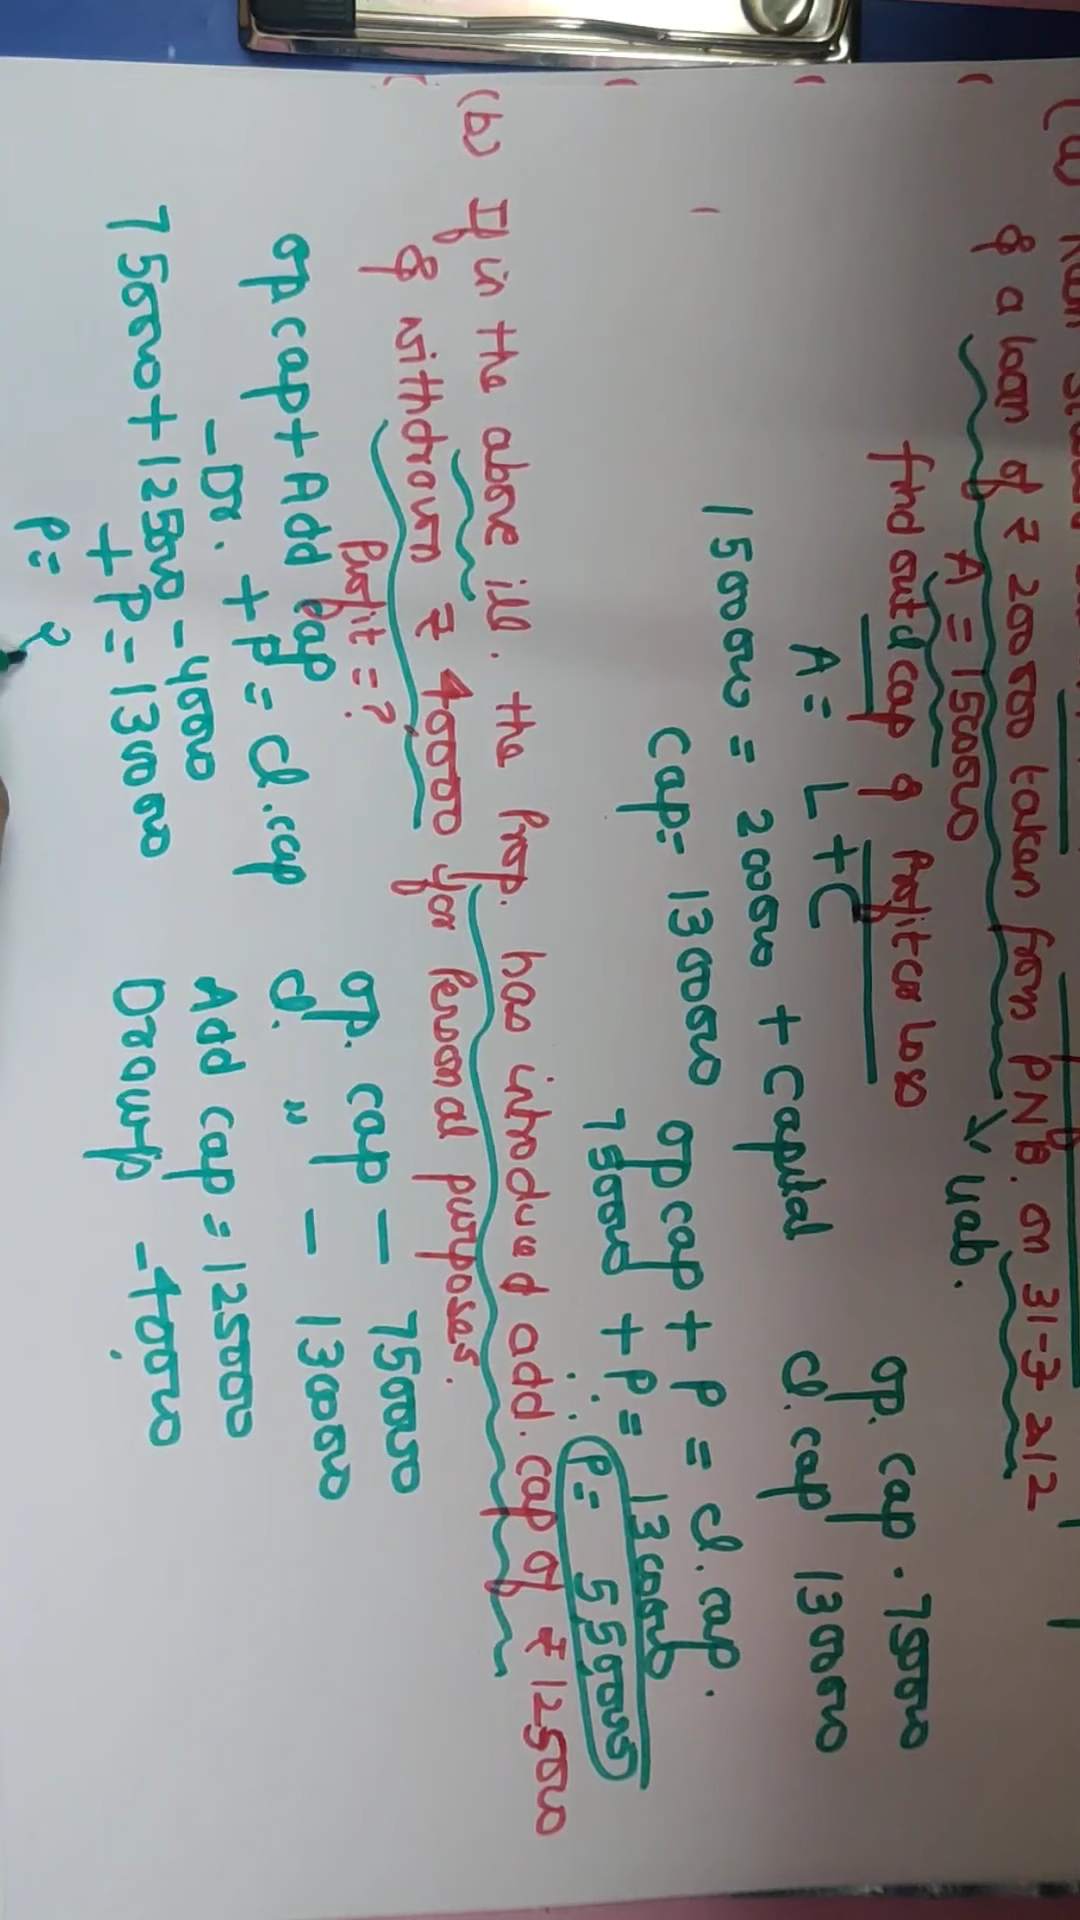 (a)
& a loan of ₹ 200000 taken from PNB. on 31-3-2012
A = 1500000
→ Liab.
find out cl cap & Profit or loss
op. cap. 750000
A = L + C
cl. cap 1300000
1500000 = 200000 + Capital
Cap = 1300000
op cap + P = cl. cap.
750000 + P = 1300000
∴ P = 550000
(b) If in the above ill. the Prop. has introduced add. cap of ₹ 125000
& withdrawn ₹ 40000 for Personal purposes.
Profit = ?
op cap + Add cap
- Dr. + P = cl. cap
750000 + 125000 - 40000
+ P = 1300000
P = ?
op. cap - 750000
cl. " - 1300000
Add cap = 125000
Drawing - 40000